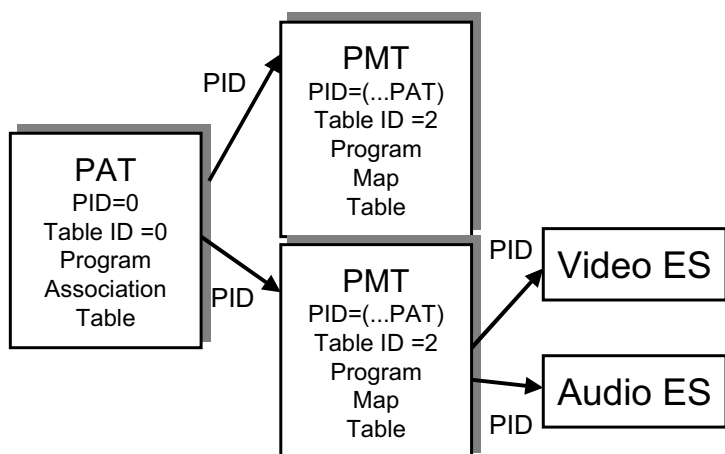 PAT
PID=0
Table ID =0
Program
Association
Table
PID
PMT
PID=(...PAT)
Table ID =2
Program
Map
Table
PID
PMT
PID=(...PAT)
Table ID =2
Program
Map
Table
PID
Video ES
PID
Audio ES